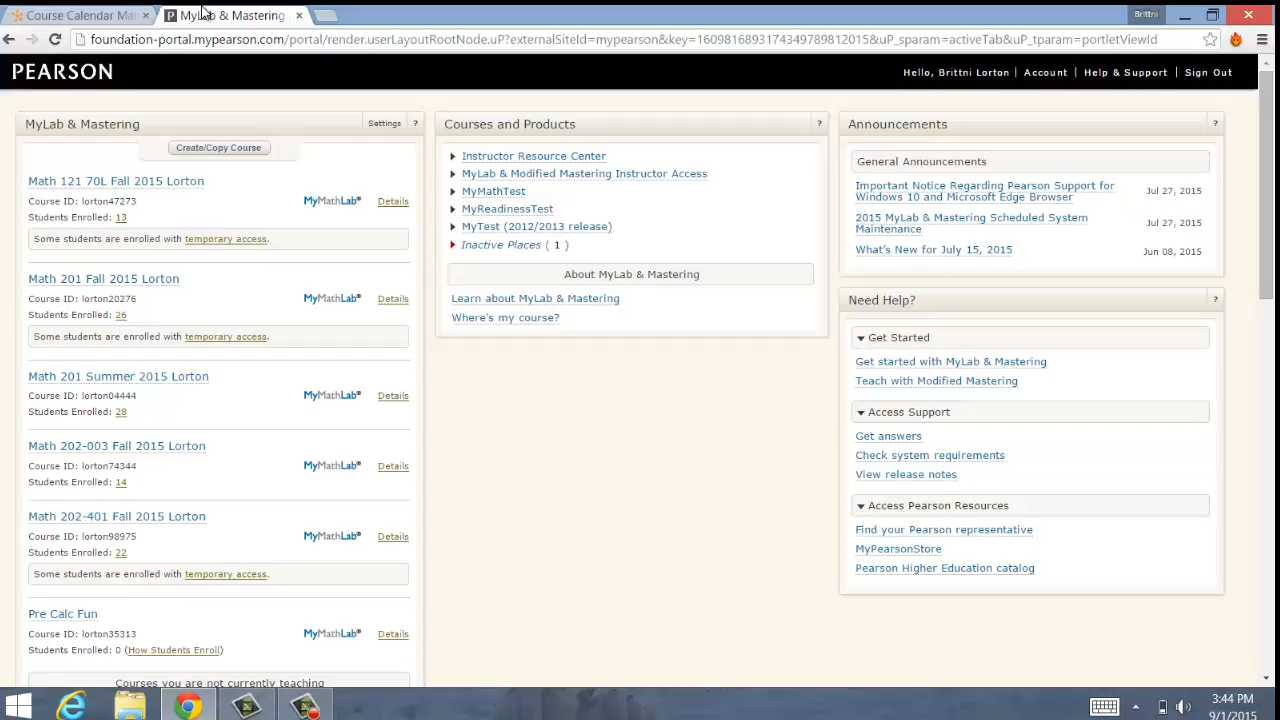 Course Calendar Ma
MyLab & Mastering
Brittni
foundation-portal.mypearson.com/portal/render.userLayoutRootNode.uP?externalSiteId=mypearson&key=1609816893174349789812015&uP_sparam=activeTab&uP_tparam=portletViewId
PEARSON
Hello, Brittni Lorton | Account | Help & Support | Sign Out
MyLab & Mastering
Settings ?
Create/Copy Course
Math 121 70L Fall 2015 Lorton
Course ID: lorton47273
MyMathLab® Details
Students Enrolled: 13
Some students are enrolled with temporary access.
Math 201 Fall 2015 Lorton
Course ID: lorton20276
MyMathLab® Details
Students Enrolled: 26
Some students are enrolled with temporary access.
Math 201 Summer 2015 Lorton
Course ID: lorton04444
MyMathLab® Details
Students Enrolled: 28
Math 202-003 Fall 2015 Lorton
Course ID: lorton74344
MyMathLab® Details
Students Enrolled: 14
Math 202-401 Fall 2015 Lorton
Course ID: lorton98975
MyMathLab® Details
Students Enrolled: 22
Some students are enrolled with temporary access.
Pre Calc Fun
Course ID: lorton35313
MyMathLab® Details
Students Enrolled: 0 (How Students Enroll)
Courses you are not currently teaching
Courses and Products
?
Instructor Resource Center
MyLab & Modified Mastering Instructor Access
MyMathTest
MyReadinessTest
MyTest (2012/2013 release)
Inactive Places ( 1 )
About MyLab & Mastering
Learn about MyLab & Mastering
Where's my course?
Announcements
?
General Announcements
Important Notice Regarding Pearson Support for
Windows 10 and Microsoft Edge Browser
Jul 27, 2015
2015 MyLab & Mastering Scheduled System
Maintenance
Jul 27, 2015
What's New for July 15, 2015
Jun 08, 2015
Need Help?
?
Get Started
Get started with MyLab & Mastering
Teach with Modified Mastering
Access Support
Get answers
Check system requirements
View release notes
Access Pearson Resources
Find your Pearson representative
MyPearsonStore
Pearson Higher Education catalog
3:44 PM
9/1/2015